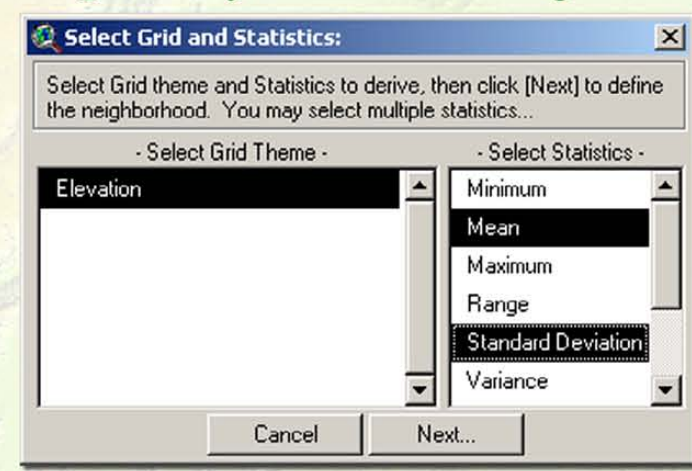 Select Grid and Statistics:
Select Grid theme and Statistics to derive, then click [Next] to define
the neighborhood. You may select multiple statistics...
- Select Grid Theme -
- Select Statistics -
Elevation
Minimum
Mean
Maximum
Range
Standard Deviation
Variance
Cancel
Next...